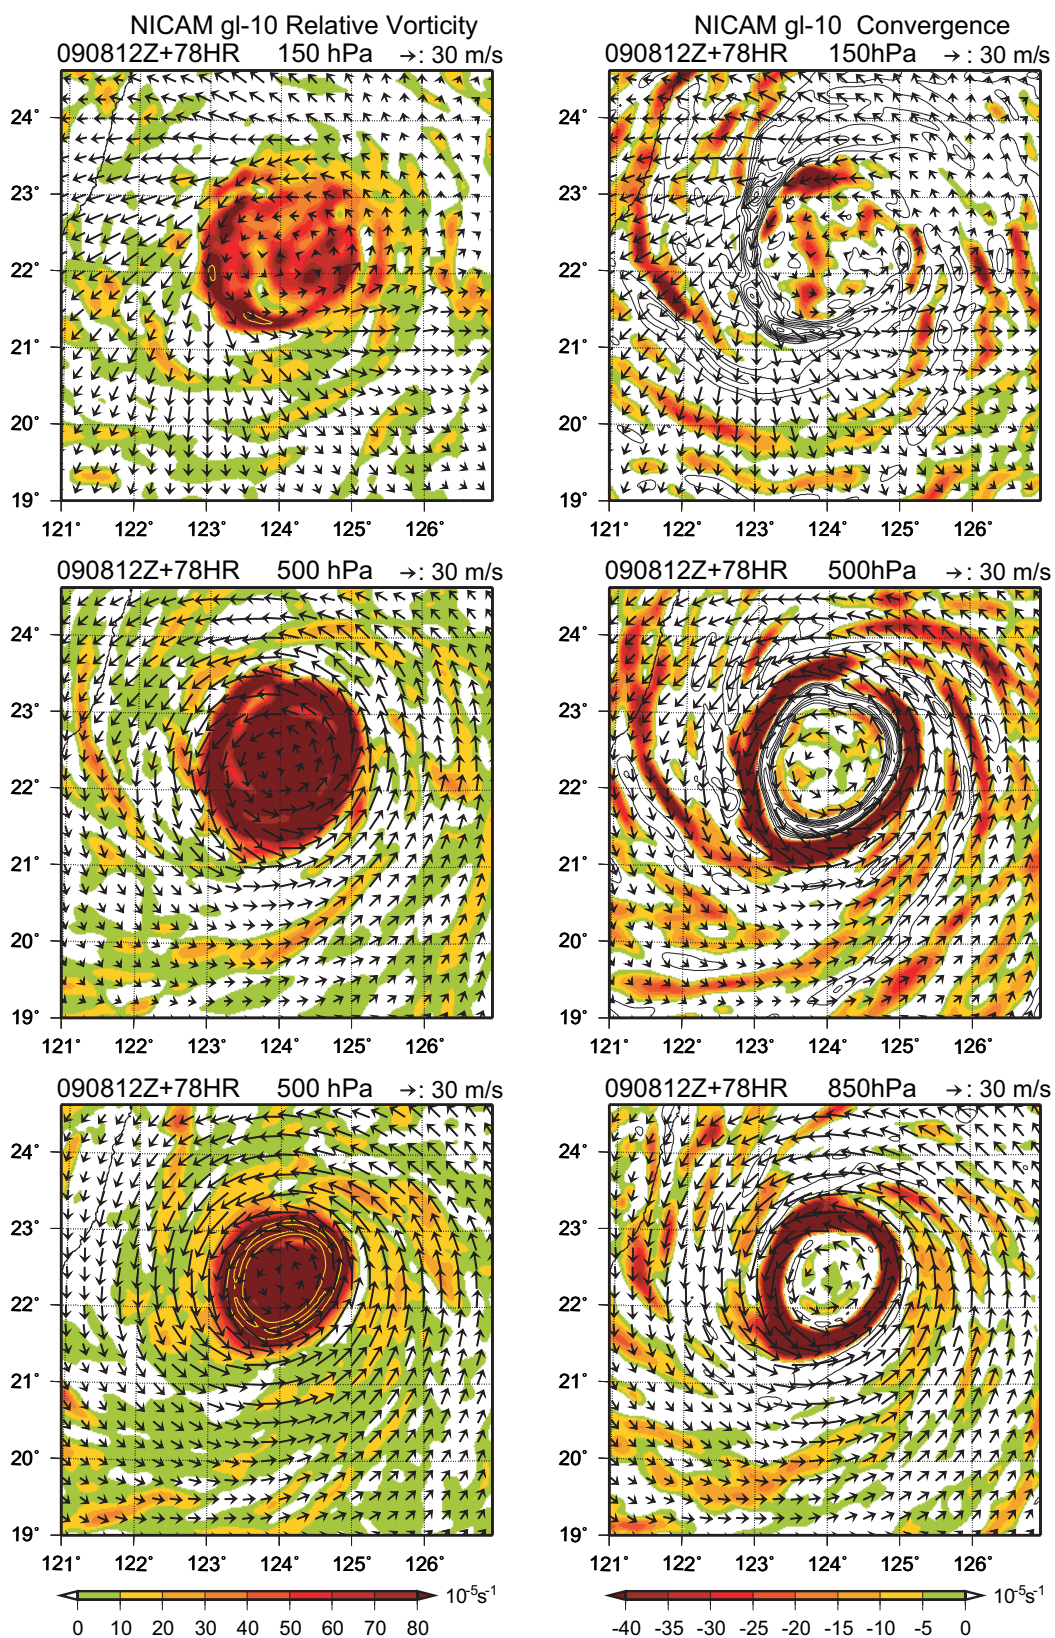 NICAM gl-10 Relative Vorticity
NICAM gl-10 Convergence
090812Z+78HR 150 hPa →: 30 m/s
24°
23°
22°
21°
20°
19°
121° 122° 123° 124° 125° 126°
090812Z+78HR 150hPa →: 30 m/s
24°
23°
22°
21°
20°
19°
121° 122° 123° 124° 125° 126°
090812Z+78HR 500 hPa →: 30 m/s
24°
23°
22°
21°
20°
19°
121° 122° 123° 124° 125° 126°
090812Z+78HR 500hPa →: 30 m/s
24°
23°
22°
21°
20°
19°
121° 122° 123° 124° 125° 126°
090812Z+78HR 500 hPa →: 30 m/s
24°
23°
22°
21°
20°
19°
121° 122° 123° 124° 125° 126°
090812Z+78HR 850hPa →: 30 m/s
24°
23°
22°
21°
20°
19°
121° 122° 123° 124° 125° 126°
10⁻⁵s⁻¹
0 10 20 30 40 50 60 70 80
10⁻⁵s⁻¹
-40 -35 -30 -25 -20 -15 -10 -5 0